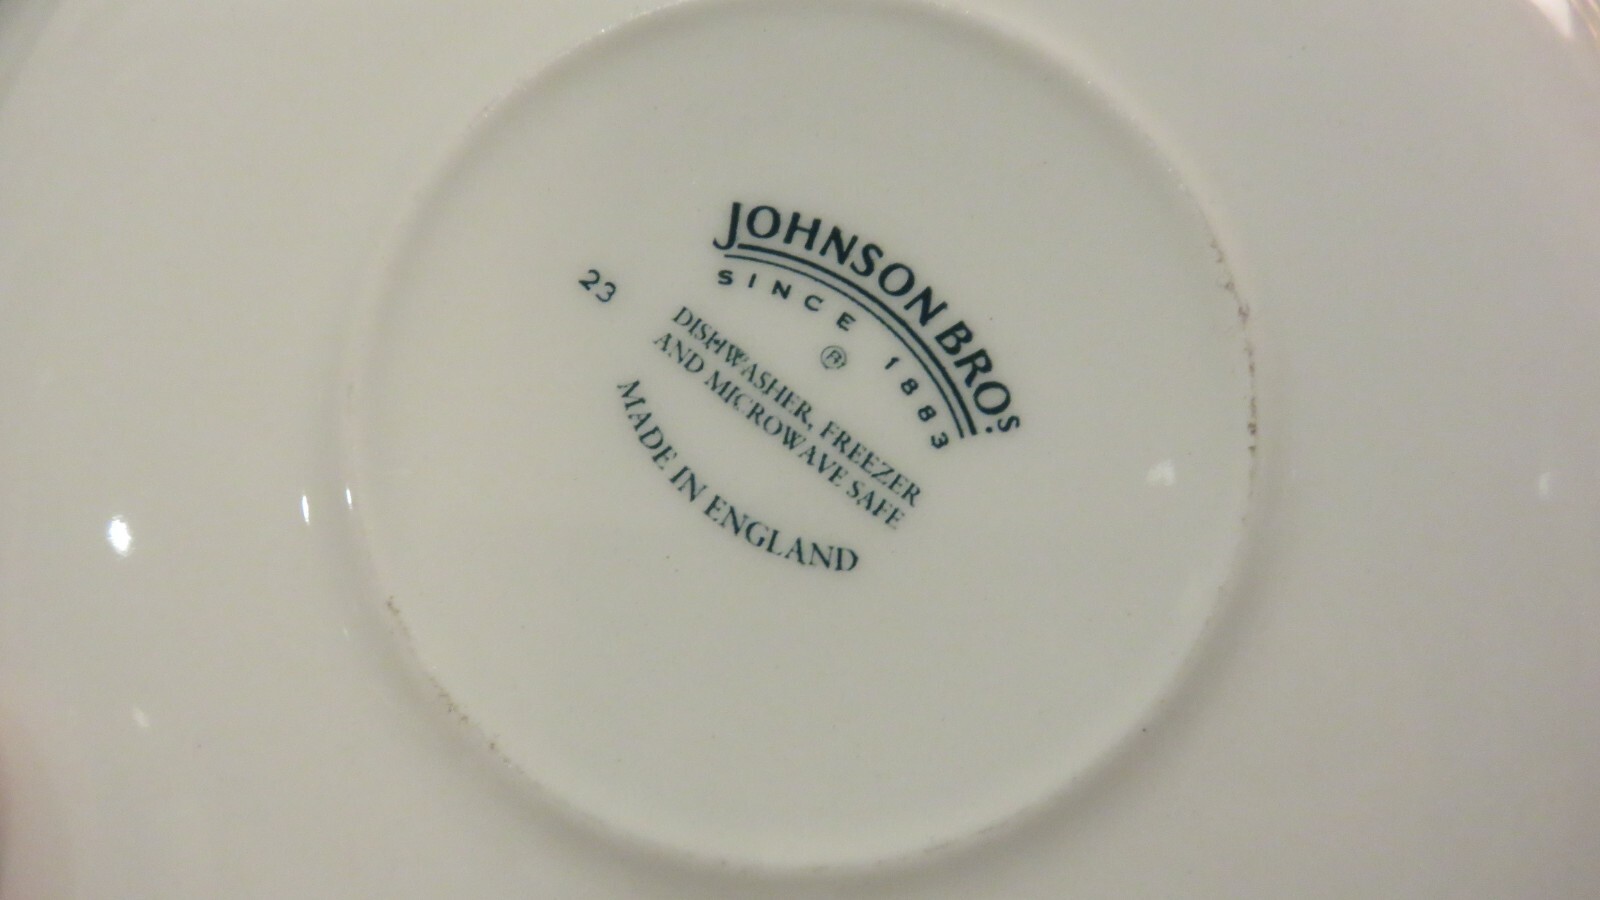 JOHNSON BROS.
SINCE 1883
®
23
DISHWASHER, FREEZER
AND MICROWAVE SAFE
MADE IN ENGLAND